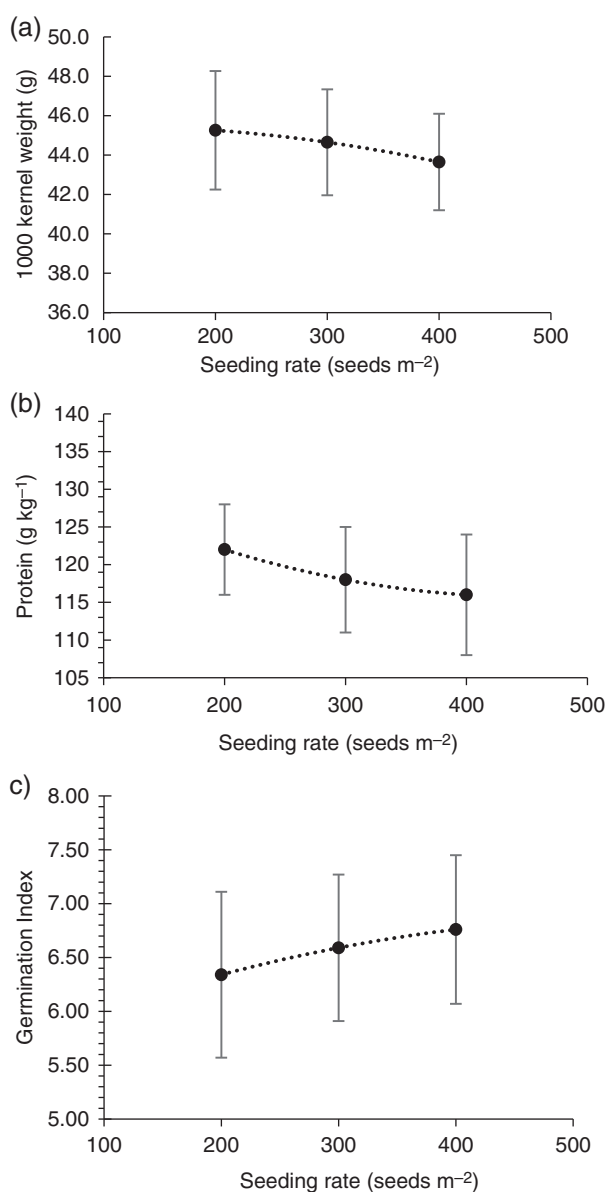 (a)
1000 kernel weight (g)
50.0
48.0
46.0
44.0
42.0
40.0
38.0
36.0
100 200 300 400 500
Seeding rate (seeds m⁻²)
(b)
Protein (g kg⁻¹)
140
135
130
125
120
115
110
105
100 200 300 400 500
Seeding rate (seeds m⁻²)
c)
Germination Index
8.00
7.50
7.00
6.50
6.00
5.50
5.00
100 200 300 400 500
Seeding rate (seeds m⁻²)